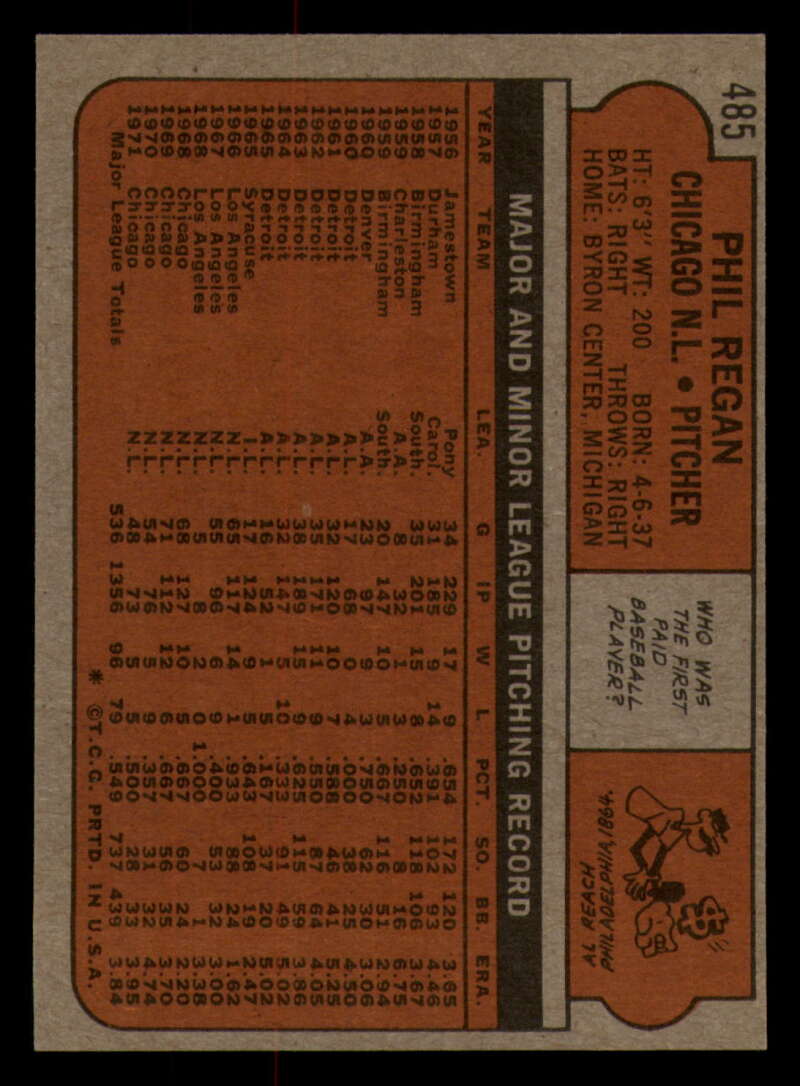 485
PHIL REGAN
CHICAGO N.L. • PITCHER
HT: 6'3" WT: 200 BORN: 4-6-37
BATS: RIGHT THROWS: RIGHT
HOME: BYRON CENTER, MICHIGAN
WHO WAS
THE FIRST
PAID
BASEBALL
PLAYER?
AL REACH
PHILADELPHIA, 1864.
MAJOR AND MINOR LEAGUE PITCHING RECORD
YEAR TEAM LEA. G IP W L PCT. SO. BB. ERA.
1956 Jamestown Pony 34 229 17 9 .654 172 120 3.65
1957 Durham Carol. 31 185 9 14 .391 102 93 4.46
1958 Birmingham South. 35 201 15 8 .652 118 106 3.67
1959 Charleston A.A. 8 32 1 3 .250 8 16 6.75
1959 Birmingham South. 20 147 10 5 .667 116 51 2.94
1960 Denver A.A. 23 97 9 3 .750 62 30 3.06
1960 Detroit A.L. 17 68 0 4 .000 38 25 4.50
1961 Detroit A.L. 32 120 10 7 .588 46 41 5.25
1962 Detroit A.L. 35 171 11 9 .550 87 64 4.05
1963 Detroit A.L. 38 189 15 9 .625 115 59 3.86
1964 Detroit A.L. 32 147 5 10 .333 91 49 5.02
1965 Detroit A.L. 16 52 1 5 .167 37 20 5.02
1965 Syracuse I.L. 17 124 9 5 .643 108 19 2.47
1966 Los Angeles N.L. 65 117 14 1 .933 88 24 1.62
1967 Los Angeles N.L. 55 96 6 9 .400 53 32 3.00
1968 Los Angeles N.L. 5 8 2 0 1.000 7 1 3.38
1968 Chicago N.L. 68 127 10 5 .667 60 24 2.20
1969 Chicago N.L. 71 112 12 6 .667 56 35 3.70
1970 Chicago N.L. 54 76 5 9 .357 31 32 4.74
1971 Chicago N.L. 48 73 5 5 .500 28 33 3.95
Major League Totals 536 1356 96 79 .549 737 439 3.84
* ©T.C.G. PRTD. IN U.S.A.